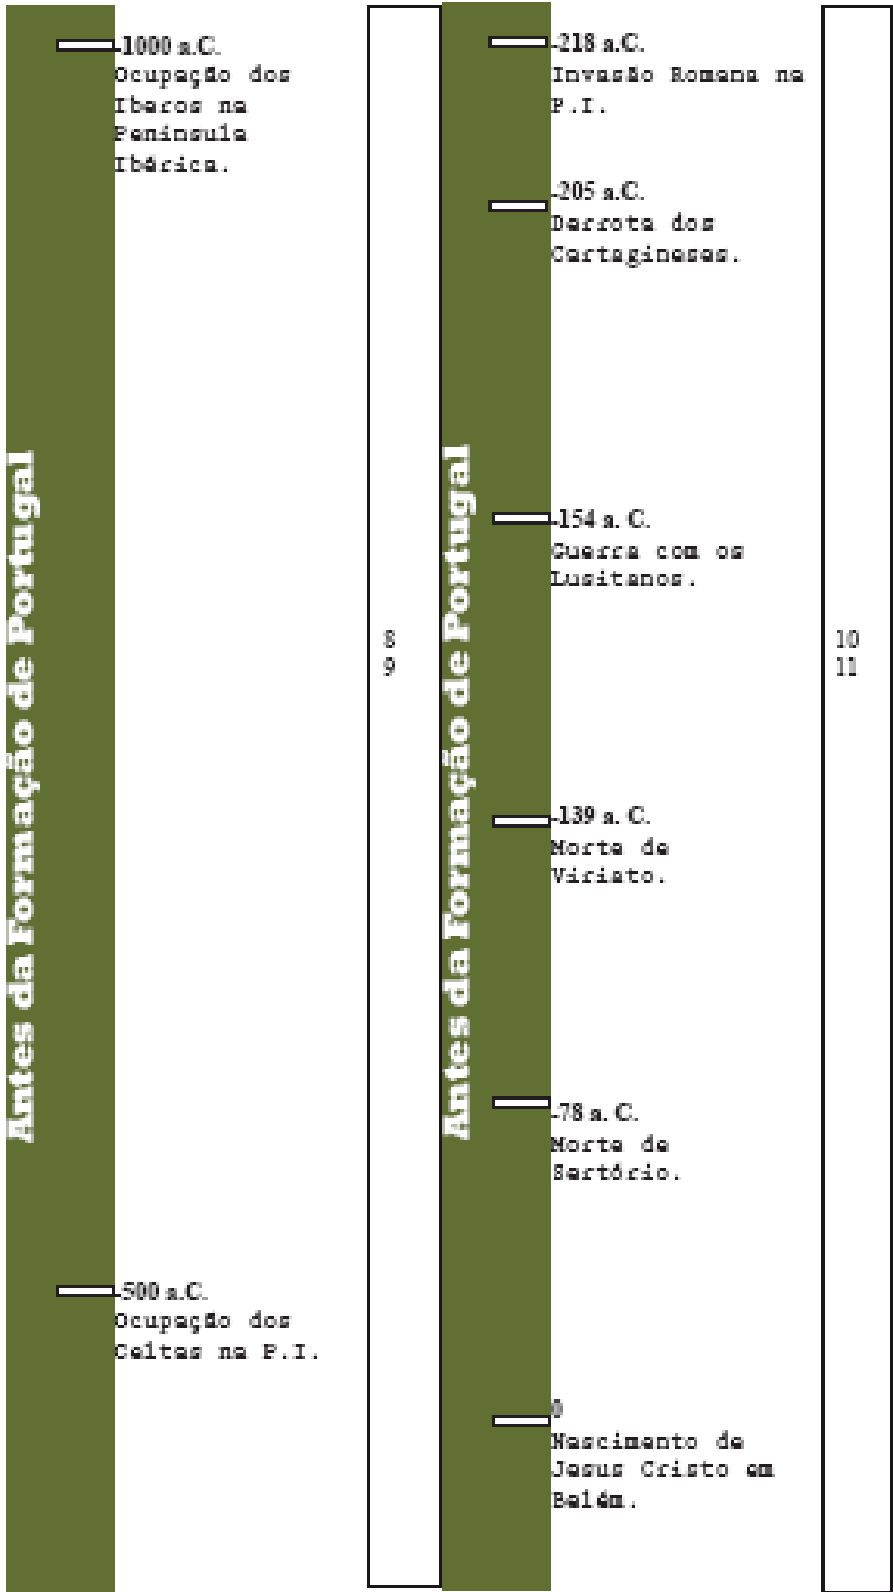 Antes da Formação de Portugal
-1000 a.C.
Ocupação dos
Iberos na
Península
Ibérica.
-500 a.C.
Ocupação dos
Celtas na P.I.
8
9
Antes da Formação de Portugal
-218 a.C.
Invasão Romana na
P.I.
-205 a.C.
Derrota dos
Cartagineses.
-154 a. C.
Guerra com os
Lusitanos.
-139 a. C.
Morte de
Viriato.
-78 a. C.
Morte de
Sertório.
0
Nascimento de
Jesus Cristo em
Belém.
10
11